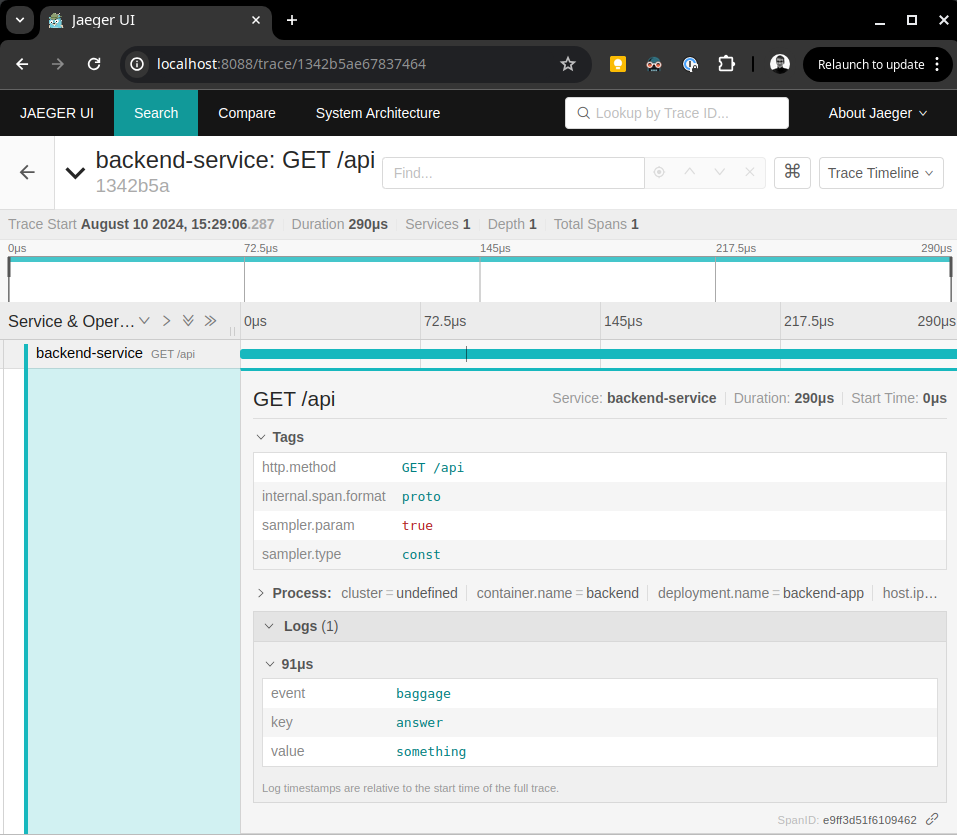 Jaeger UI
localhost:8088/trace/1342b5ae67837464
Relaunch to update
JAEGER UI Search Compare System Architecture Lookup by Trace ID... About Jaeger
backend-service: GET /api
1342b5a
Find...
⌘
Trace Timeline
Trace Start August 10 2024, 15:29:06.287 Duration 290μs Services 1 Depth 1 Total Spans 1
0μs 72.5μs 145μs 217.5μs 290μs
Service & Oper… 0μs 72.5μs 145μs 217.5μs 290μs
backend-service GET /api
GET /api Service: backend-service Duration: 290μs Start Time: 0μs
Tags
http.method GET /api
internal.span.format proto
sampler.param true
sampler.type const
Process: cluster = undefined container.name = backend deployment.name = backend-app host.ip…
Logs (1)
91μs
event baggage
key answer
value something
Log timestamps are relative to the start time of the full trace.
SpanID: e9ff3d51f6109462